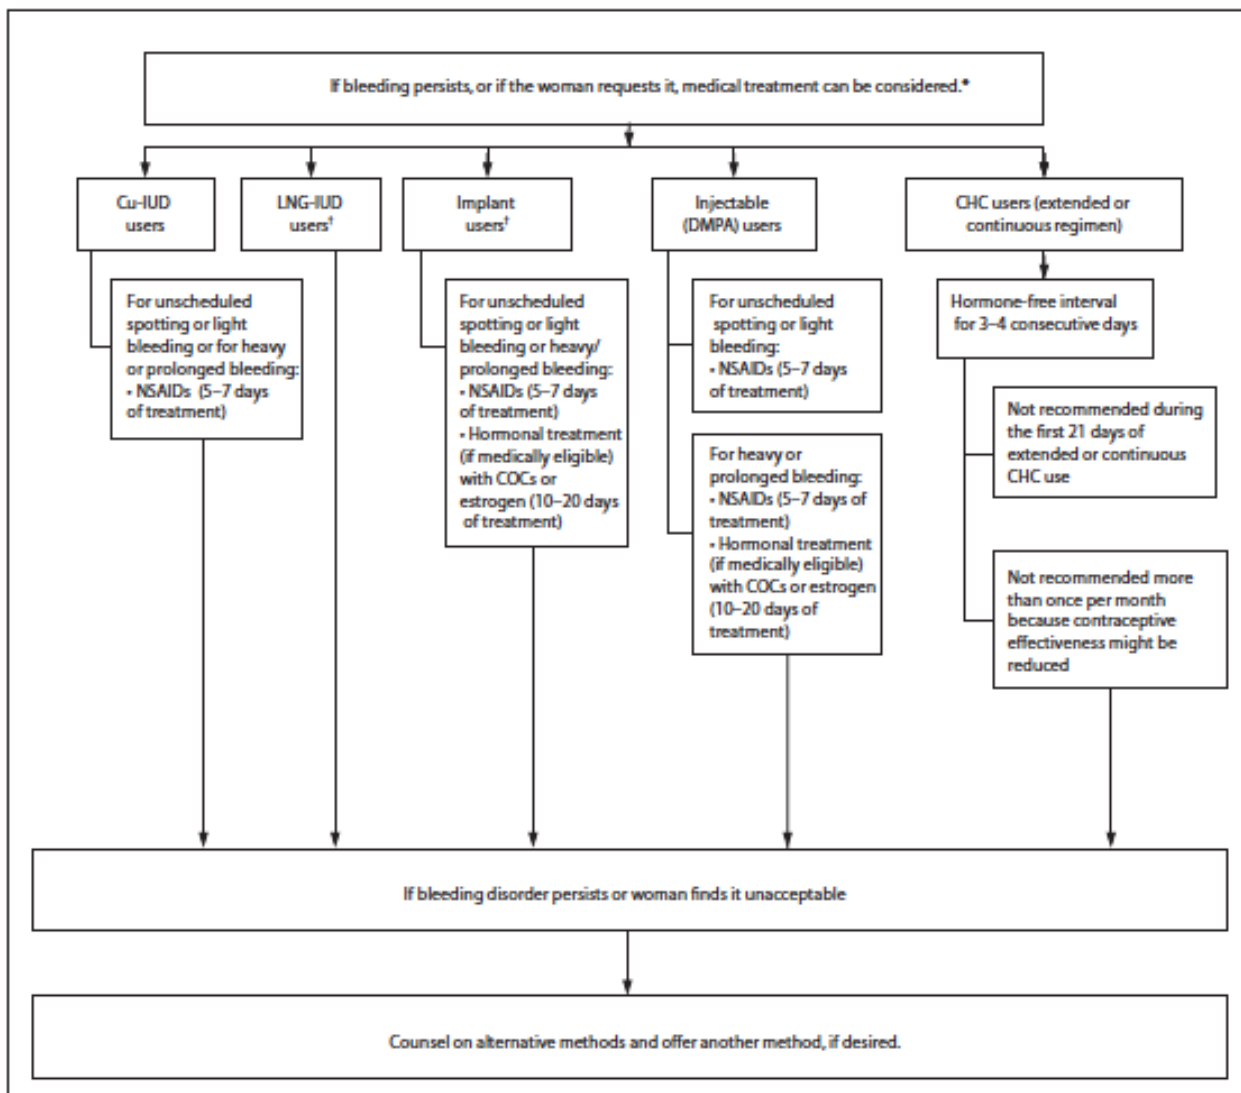 If bleeding persists, or if the woman requests it, medical treatment can be considered.*
Cu-IUD
users
LNG-IUD
users†
Implant
users†
Injectable
(DMPA) users
CHC users (extended or
continuous regimen)
For unscheduled
spotting or light
bleeding or for heavy
or prolonged bleeding:
• NSAIDs (5–7 days
of treatment)
For unscheduled
spotting or light
bleeding or heavy/
prolonged bleeding:
• NSAIDs (5–7 days
of treatment)
• Hormonal treatment
(if medically eligible)
with COCs or
estrogen (10–20 days
of treatment)
For unscheduled
spotting or light
bleeding:
• NSAIDs (5–7 days
of treatment)
For heavy or
prolonged bleeding:
• NSAIDs (5–7 days of
treatment)
• Hormonal treatment
(if medically eligible)
with COCs or estrogen
(10–20 days of
treatment)
Hormone-free interval
for 3–4 consecutive days
Not recommended during
the first 21 days of
extended or continuous
CHC use
Not recommended more
than once per month
because contraceptive
effectiveness might be
reduced
If bleeding disorder persists or woman finds it unacceptable
Counsel on alternative methods and offer another method, if desired.